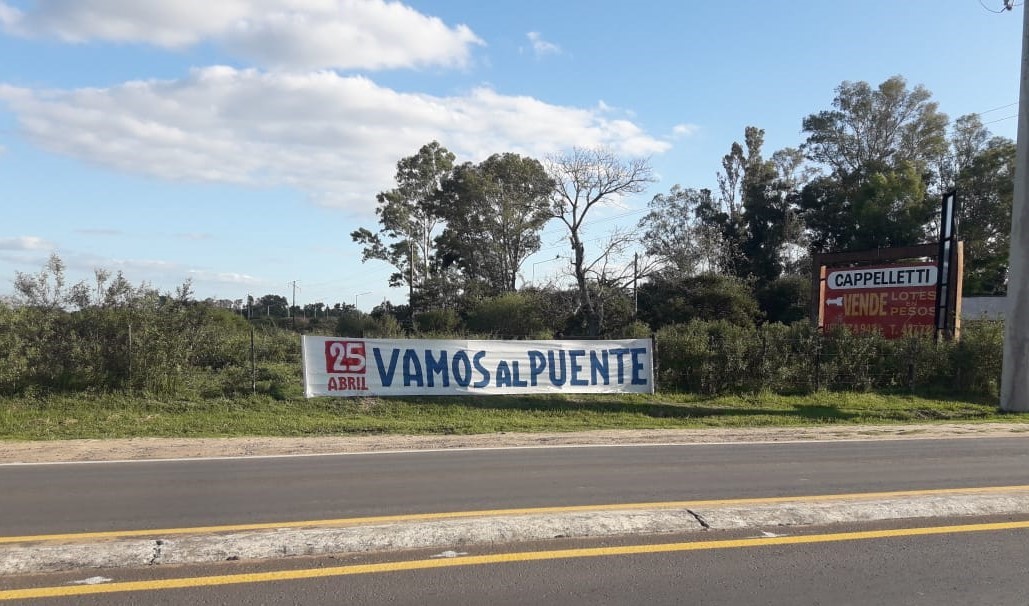 25
ABRIL
VAMOS AL PUENTE
CAPPELLETTI
VENDE LOTES
PESOS